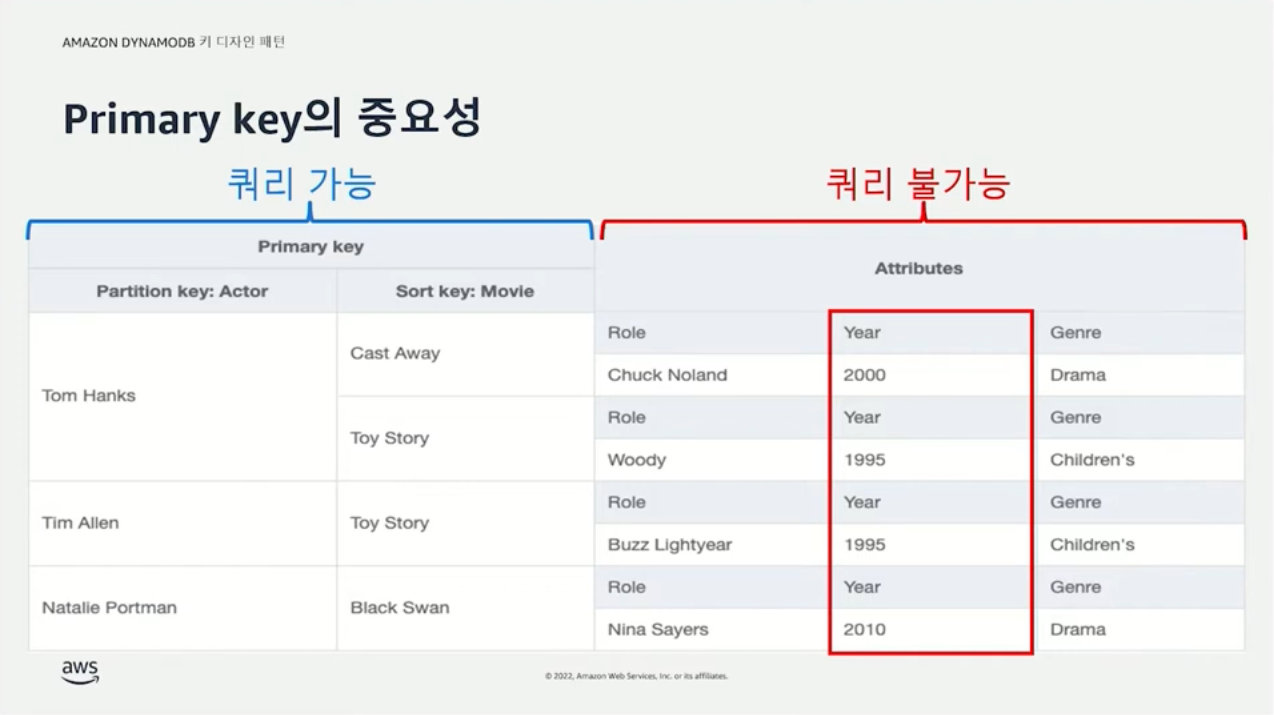 AMAZON DYNAMODB 키 디자인 패턴
Primary key의 중요성
쿼리 가능
쿼리 불가능
Primary key
Attributes
Partition key: Actor
Sort key: Movie
Tom Hanks
Cast Away
Role Year Genre
Chuck Noland 2000 Drama
Toy Story
Role Year Genre
Woody 1995 Children's
Tim Allen
Toy Story
Role Year Genre
Buzz Lightyear 1995 Children's
Natalie Portman
Black Swan
Role Year Genre
Nina Sayers 2010 Drama
aws
© 2022, Amazon Web Services, Inc. or its affiliates.